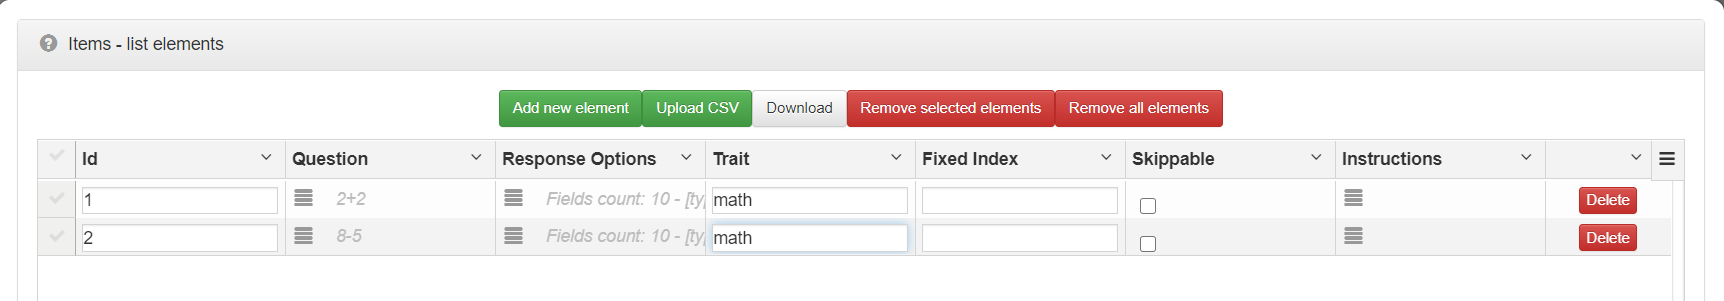 Items - list elements
Add new element Upload CSV Download Remove selected elements Remove all elements
Id Question Response Options Trait Fixed Index Skippable Instructions
1 2+2 Fields count: 10 - [ty math Delete
2 8-5 Fields count: 10 - [ty math Delete